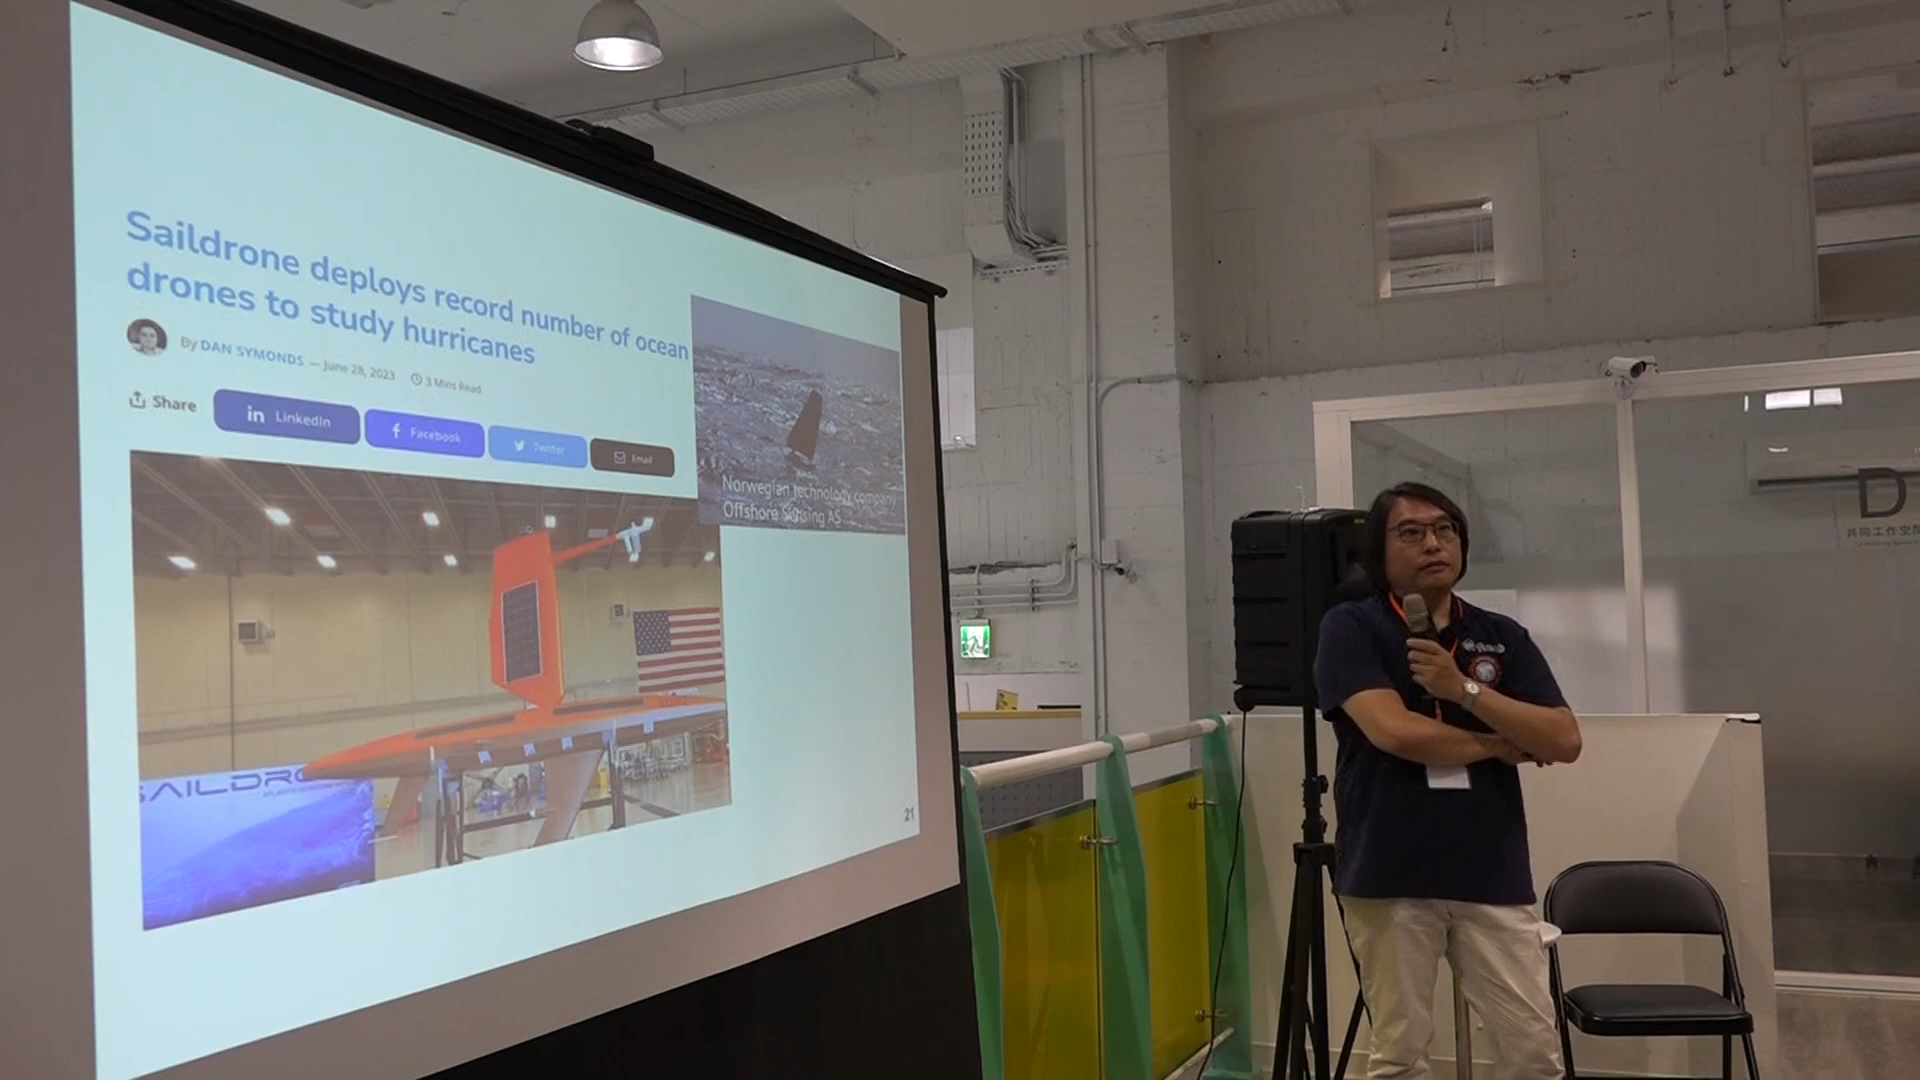 Saildrone deploys record number of ocean
drones to study hurricanes
By DAN SYMONDS — June 28, 2023 3 Mins Read
Share
in LinkedIn
f Facebook
Twitter
Email
Norwegian technology company
Offshore Sensing AS
SAILDRO
21
D
共同工作空間